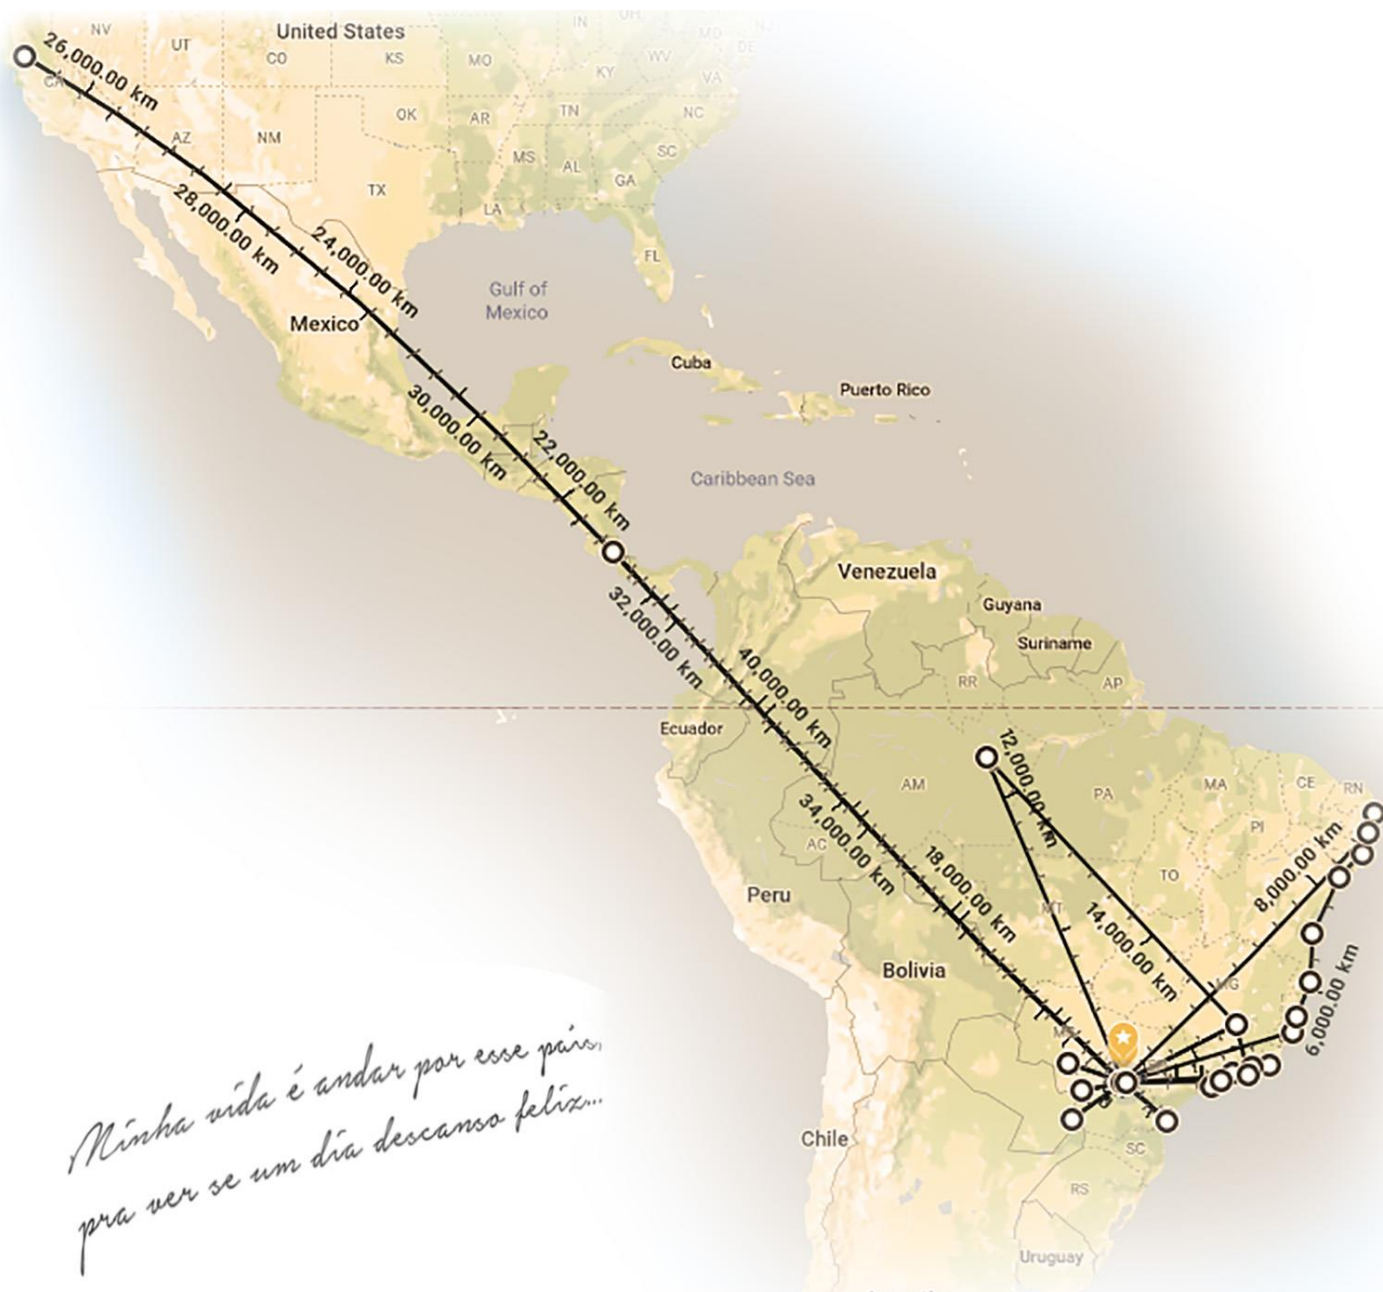 NV
United States
IN
OH
NJ
MD
DE
UT
CO
KS
MO
WV
KY
VA
26,000.00 km
CA
OK
AR
TN
NC
AZ
NM
MS
AL
SC
TX
GA
LA
28,000.00 km
24,000.00 km
FL
Gulf of
Mexico
Mexico
Cuba
Puerto Rico
30,000.00 km
22,000.00 km
Caribbean Sea
Venezuela
Guyana
Suriname
32,000.00 km
40,000.00 km
RR
AP
Ecuador
12,000.00 km
AM
PA
MA
CE
RN
34,000.00 km
PI
8,000.00 km
AC
TO
Peru
18,000.00 km
MT
14,000.00 km
Bolivia
MG
6,000.00 km
Minha vida é andar por esse país,
pra ver se um dia descanso feliz...
Chile
SC
RS
Uruguay